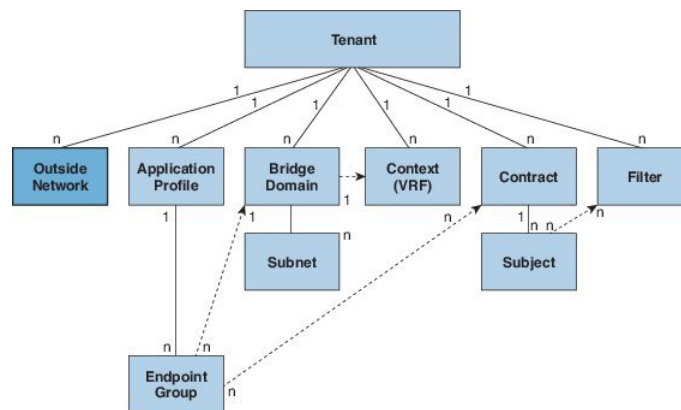 Tenant
1
1
1
1
1
1
n
n
n
n
n
n
Outside
Network
Application
Profile
Bridge
Domain
Context
(VRF)
Contract
Filter
1
1
1
n
1
n
n
n
Subnet
n
Subject
n
n
Endpoint
Group
n